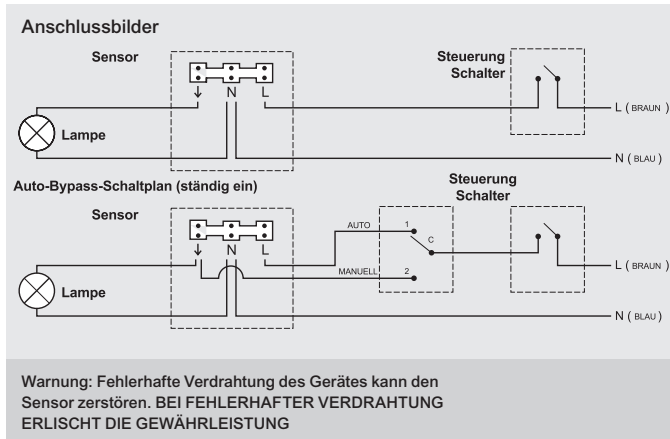 Anschlussbilder
Sensor
Steuerung
Schalter
↓ N L
Lampe
L ( BRAUN )
N ( BLAU )
Auto-Bypass-Schaltplan (ständig ein)
Steuerung
Schalter
Sensor
AUTO
1
C
↓ N L
MANUELL
2
Lampe
L ( BRAUN )
N ( BLAU )
Warnung: Fehlerhafte Verdrahtung des Gerätes kann den
Sensor zerstören. BEI FEHLERHAFTER VERDRAHTUNG
ERLISCHT DIE GEWÄHRLEISTUNG